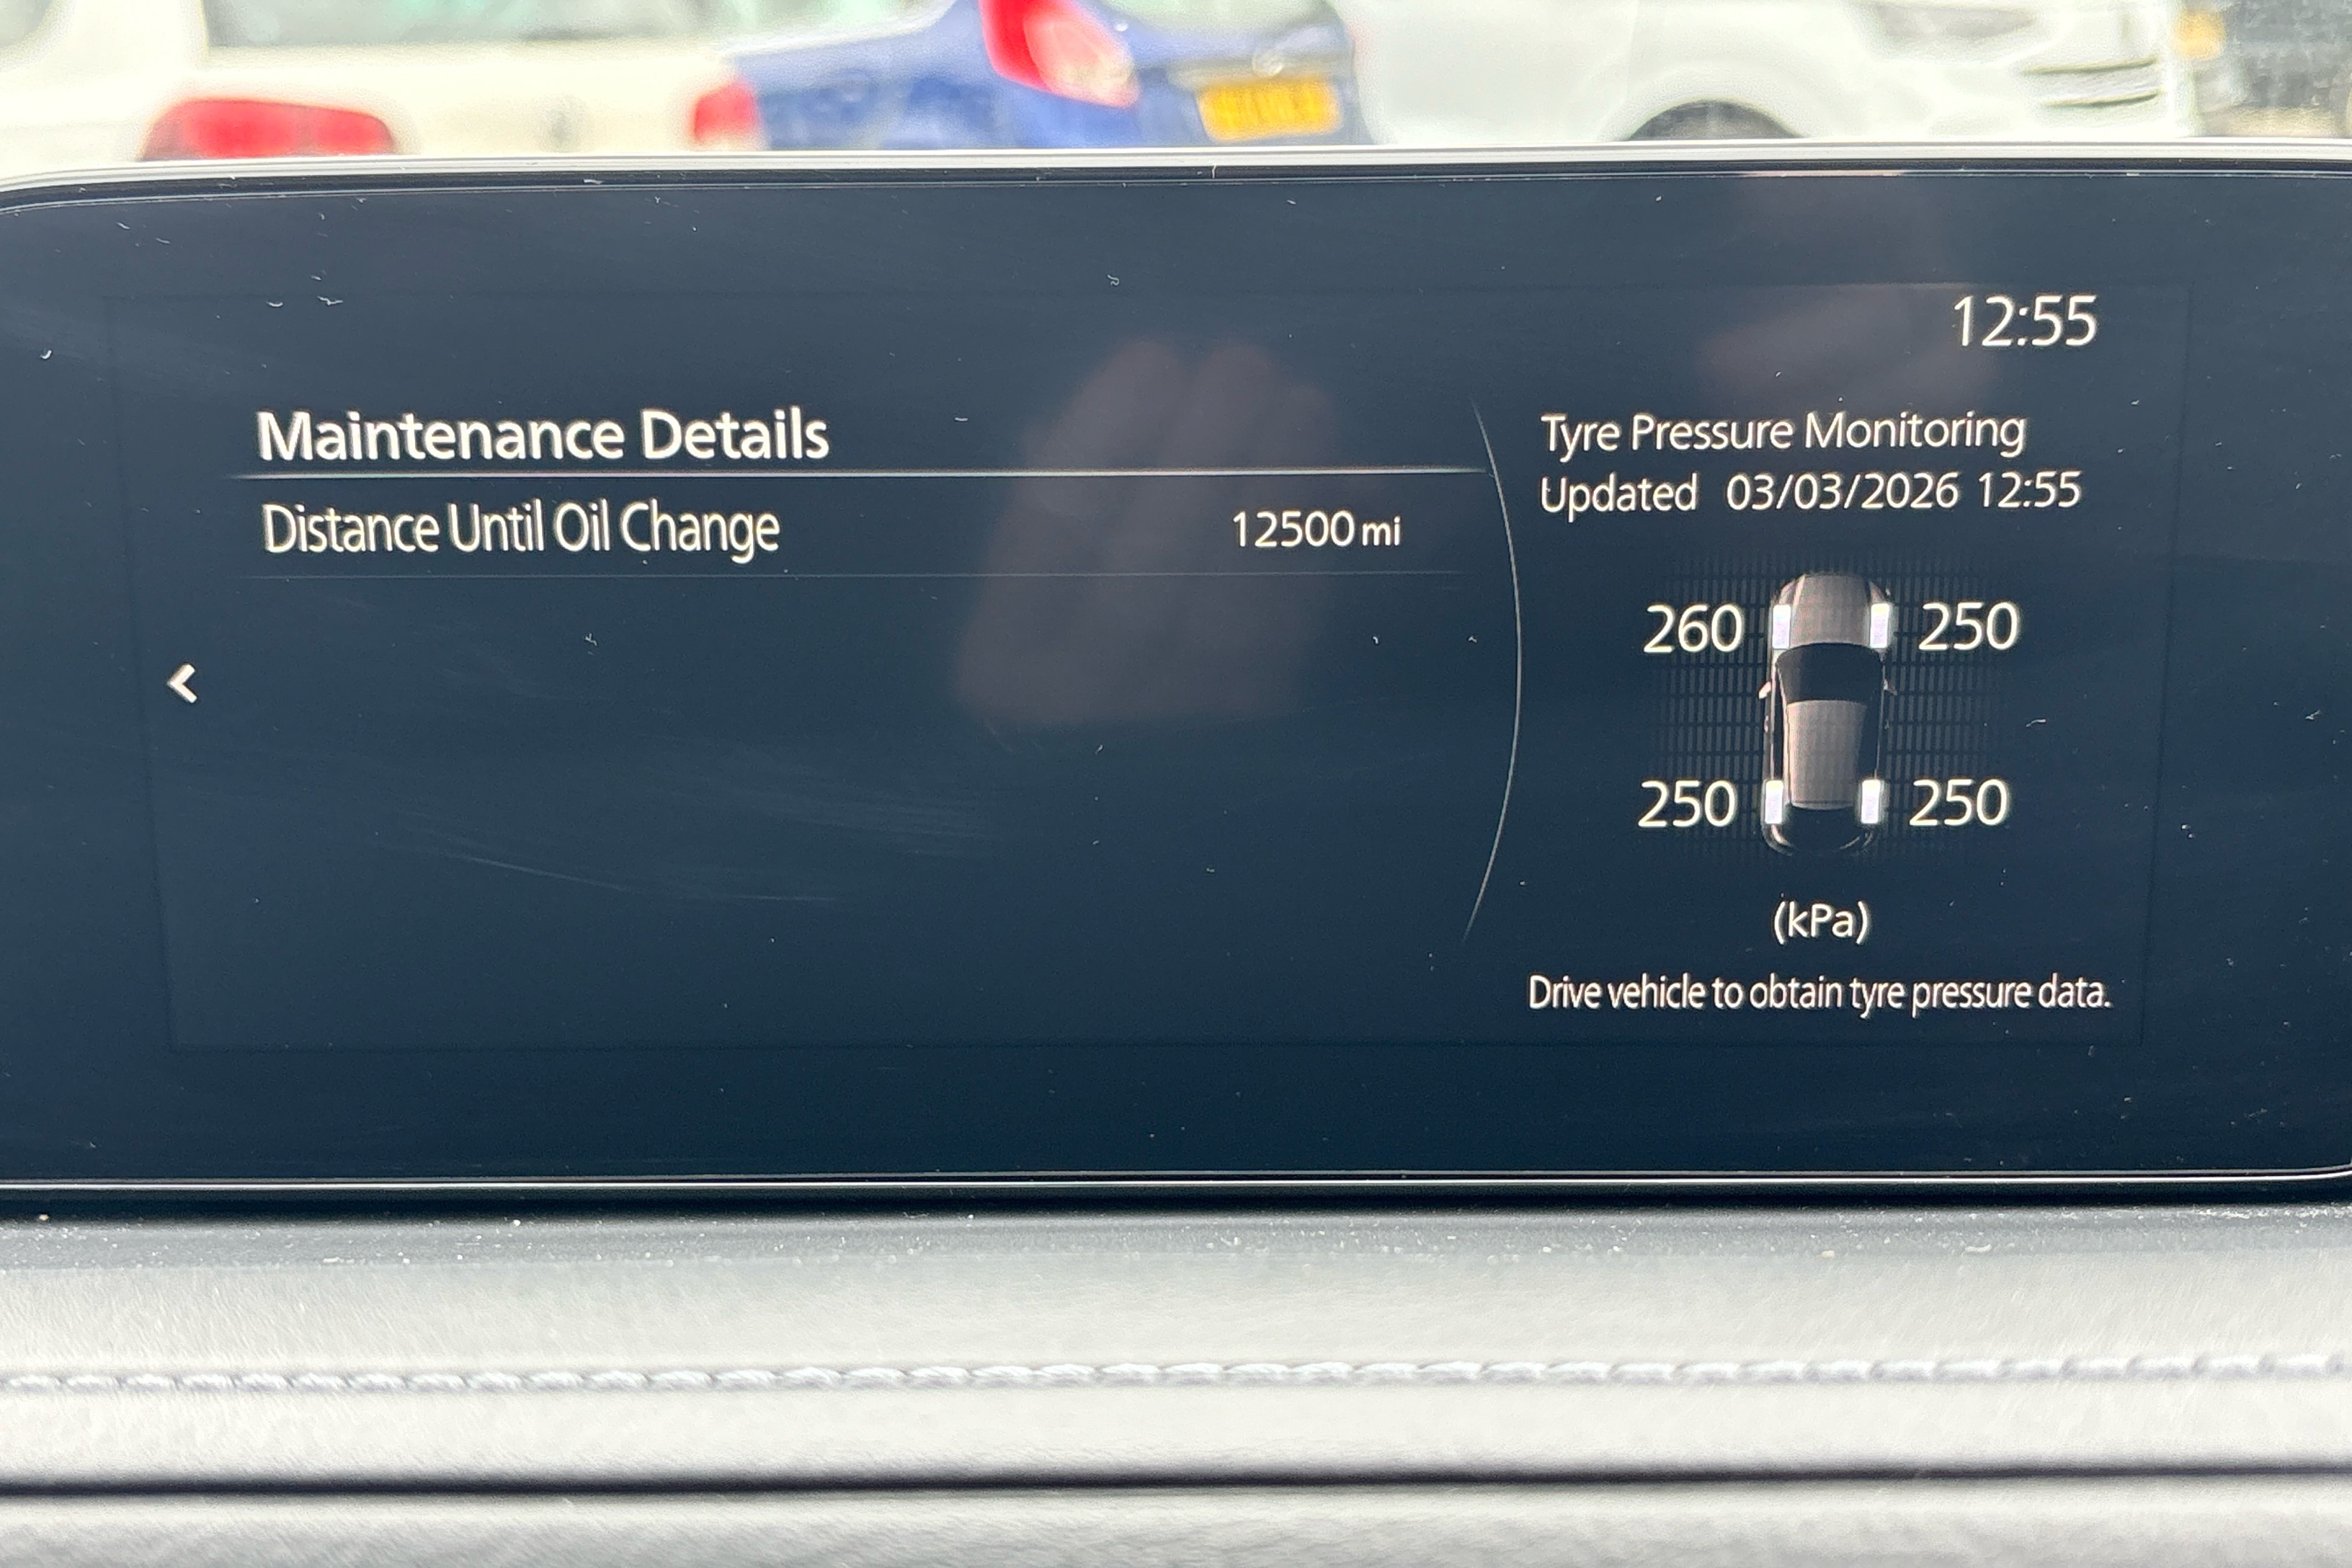 12:55
Maintenance Details
Distance Until Oil Change 12500 mi
Tyre Pressure Monitoring
Updated 03/03/2026 12:55
260 250
250 250
(kPa)
Drive vehicle to obtain tyre pressure data.